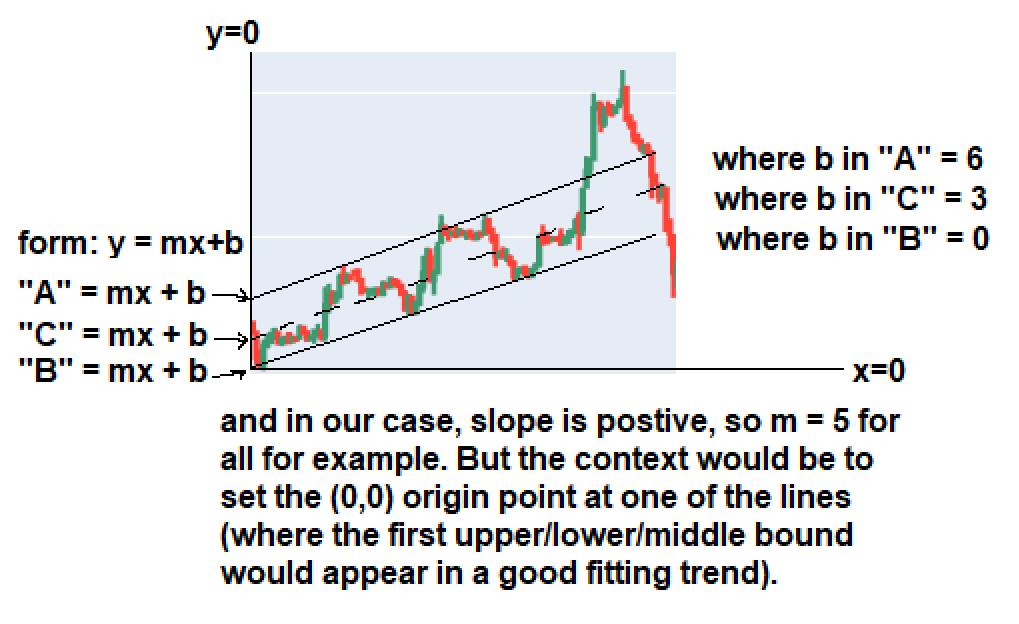 y=0
where b in "A" = 6
where b in "C" = 3
where b in "B" = 0
form: y = mx+b
"A" = mx + b
"C" = mx + b
"B" = mx + b
x=0
and in our case, slope is postive, so m = 5 for
all for example. But the context would be to
set the (0,0) origin point at one of the lines
(where the first upper/lower/middle bound
would appear in a good fitting trend).